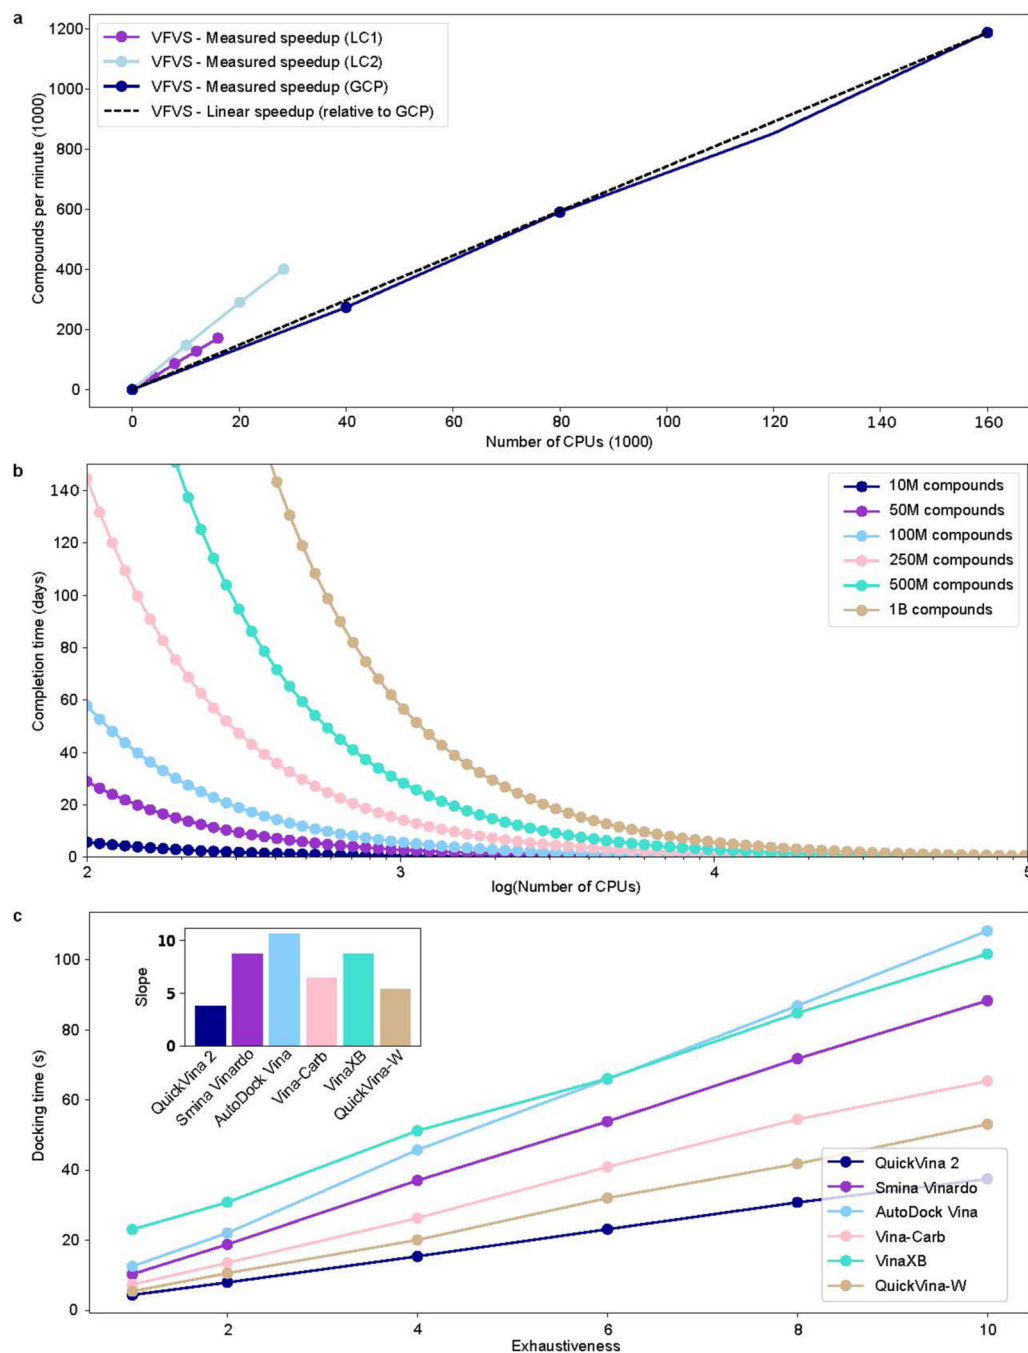 a
1200
1000
800
600
400
200
0
Compounds per minute (1000)
VFVS - Measured speedup (LC1)
VFVS - Measured speedup (LC2)
VFVS - Measured speedup (GCP)
VFVS - Linear speedup (relative to GCP)
0 20 40 60 80 100 120 140 160
Number of CPUs (1000)
b
140
120
100
80
60
40
20
0
Completion time (days)
10M compounds
50M compounds
100M compounds
250M compounds
500M compounds
1B compounds
2 3 4 5
log(Number of CPUs)
c
100
80
60
40
20
0
Docking time (s)
10
5
0
Slope
QuickVina 2
Smina Vinardo
AutoDock Vina
Vina-Carb
VinaXB
QuickVina-W
QuickVina 2
Smina Vinardo
AutoDock Vina
Vina-Carb
VinaXB
QuickVina-W
2 4 6 8 10
Exhaustiveness